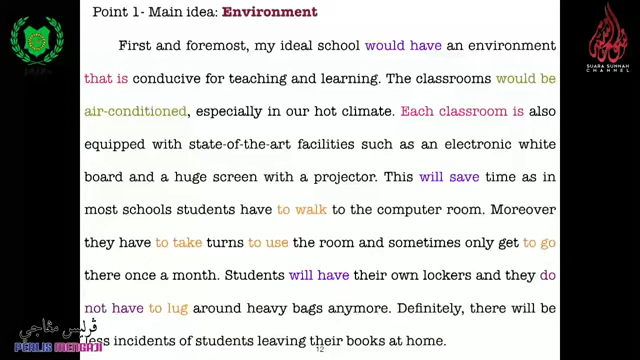 Point 1- Main idea: Environment
First and foremost, my ideal school would have an environment
that is conducive for teaching and learning. The classrooms would be
air-conditioned, especially in our hot climate. Each classroom is also
equipped with state-of-the-art facilities such as an electronic white
board and a huge screen with a projector. This will save time as in
most schools students have to walk to the computer room. Moreover
they have to take turns to use the room and sometimes only get to go
there once a month. Students will have their own lockers and they do
not have to lug around heavy bags anymore. Definitely, there will be
less incidents of students leaving their books at home.
12
SUARA SUNNAH
CHANNEL
ڤرليس مڠاجي
PERLIS MENGAJI